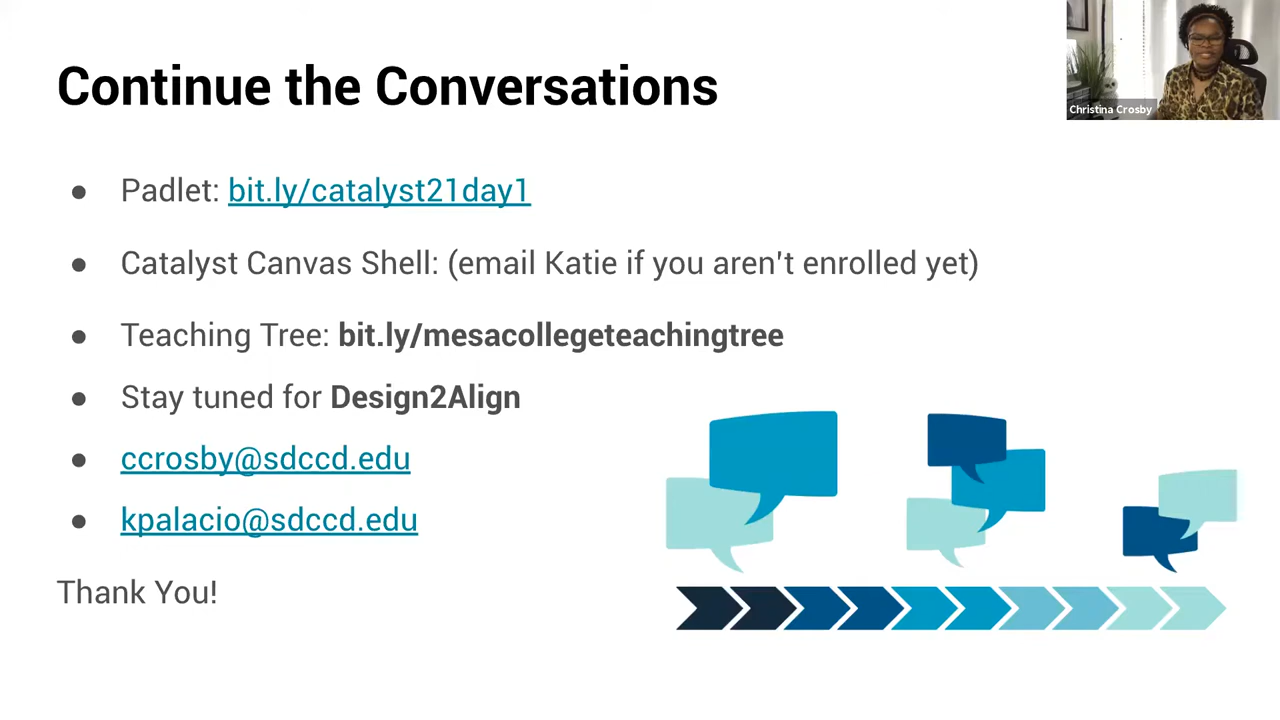 Continue the Conversations
Christina Crosby
● Padlet: bit.ly/catalyst21day1
● Catalyst Canvas Shell: (email Katie if you aren't enrolled yet)
● Teaching Tree: bit.ly/mesacollegeteachingtree
● Stay tuned for Design2Align
● ccrosby@sdccd.edu
● kpalacio@sdccd.edu
Thank You!